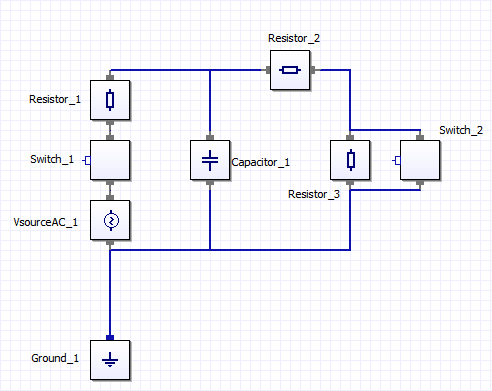 Resistor_2
Resistor_1
Switch_2
Switch_1
Capacitor_1
Resistor_3
VsourceAC_1
Ground_1